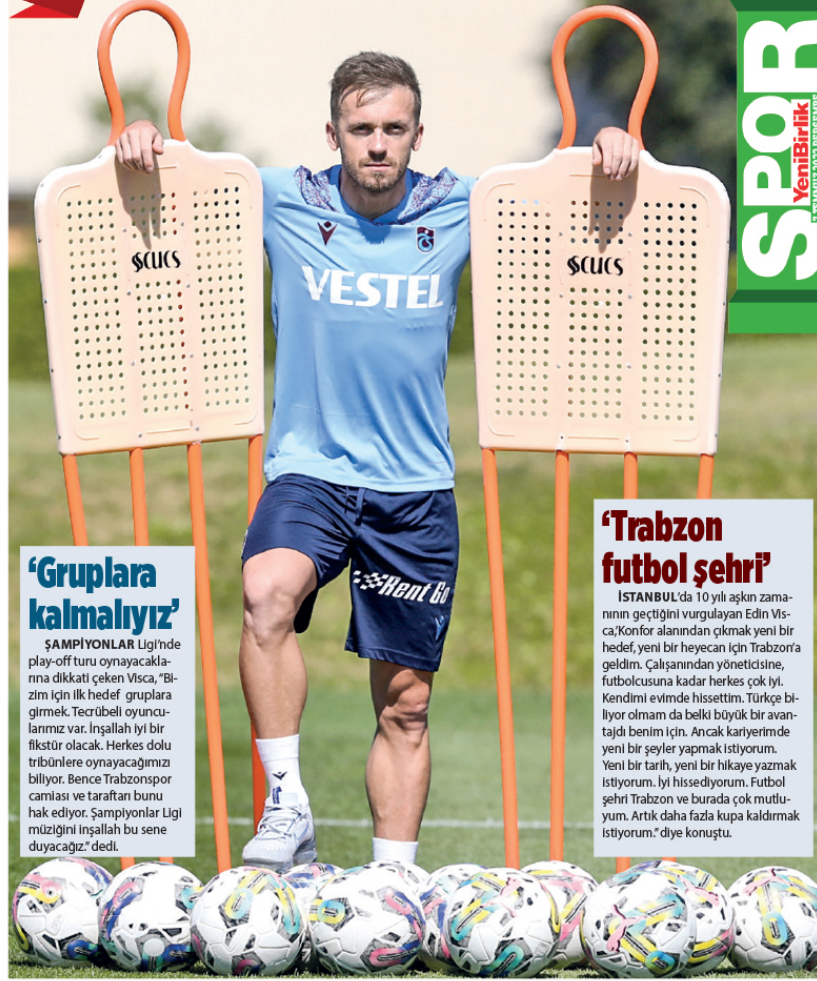 SPOR
YeniBirlik
SCUCS
SCUCS
VESTEL
Rent Go
‘Gruplara
kalmalıyız’
ŞAMPİYONLAR Ligi’nde
play-off turu oynayacakla-
rına dikkati çeken Visca, “Bi-
zim için ilk hedef gruplara
girmek. Tecrübeli oyuncu-
larımız var. İnşallah iyi bir
fikstür olacak. Herkes dolu
tribünlere oynayacağımızı
biliyor. Bence Trabzonspor
camiası ve taraftarı bunu
hak ediyor. Şampiyonlar Ligi
müziğini inşallah bu sene
duyacağız.” dedi.
‘Trabzon
futbol şehri’
İSTANBUL’da 10 yılı aşkın zama-
nının geçtiğini vurgulayan Edin Vis-
ca,’Konfor alanından çıkmak yeni bir
hedef, yeni bir heyecan için Trabzon’a
geldim. Çalışanından yöneticisine,
futbolcusuna kadar herkes çok iyi.
Kendimi evimde hissettim. Türkçe bi-
liyor olmam da belki büyük bir avan-
tajdı benim için. Ancak kariyerimde
yeni bir şeyler yapmak istiyorum.
Yeni bir tarih, yeni bir hikaye yazmak
istiyorum. İyi hissediyorum. Futbol
şehri Trabzon ve burada çok mutlu-
yum. Artık daha fazla kupa kaldırmak
istiyorum.” diye konuştu.